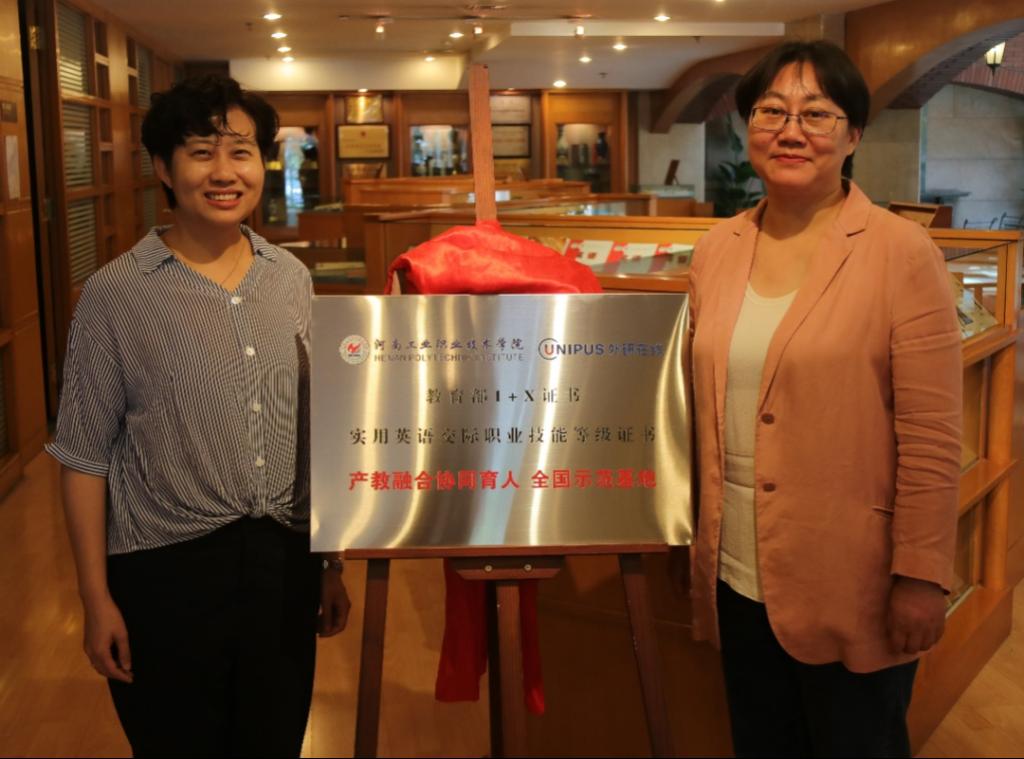 河南工业职业技术学院
HENAN POLYTECHNIC INSTITUTE
UNIPUS 外研在线
教育部 1 + X 证书
实用英语交际职业技能等级证书
产教融合协同育人 全国示范基地